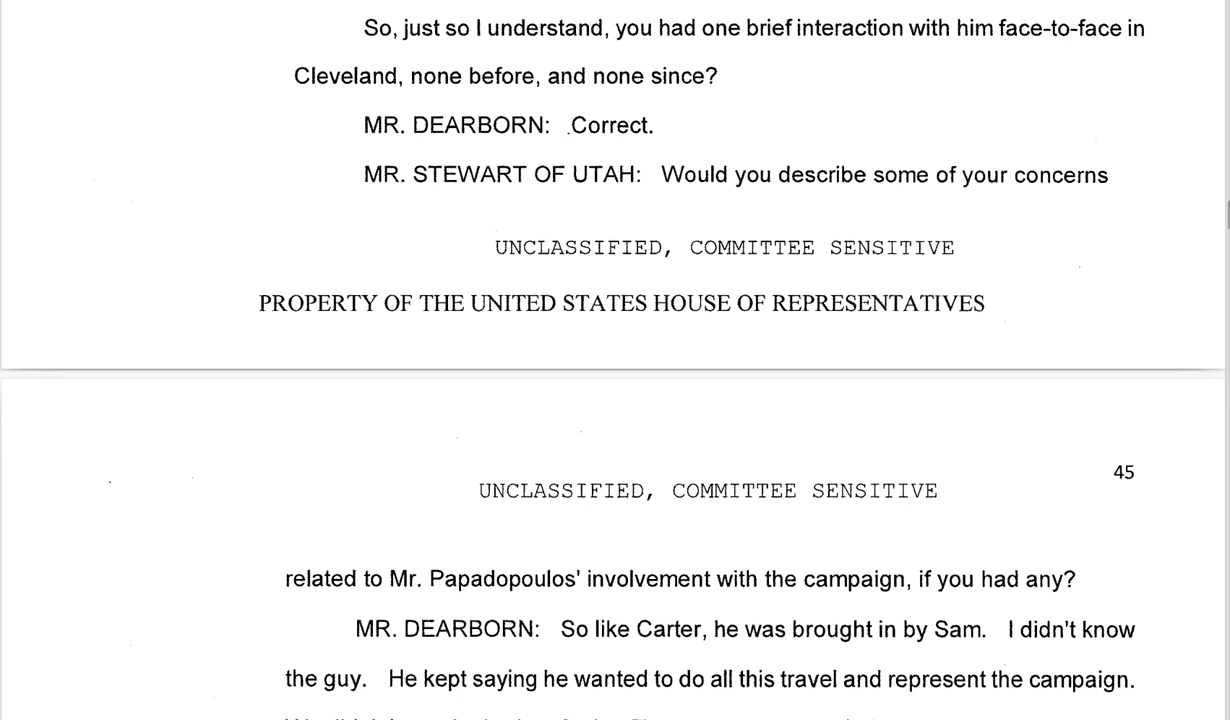 So, just so I understand, you had one brief interaction with him face-to-face in
Cleveland, none before, and none since?
MR. DEARBORN: Correct.
MR. STEWART OF UTAH: Would you describe some of your concerns
UNCLASSIFIED, COMMITTEE SENSITIVE
PROPERTY OF THE UNITED STATES HOUSE OF REPRESENTATIVES
45
UNCLASSIFIED, COMMITTEE SENSITIVE
related to Mr. Papadopoulos' involvement with the campaign, if you had any?
MR. DEARBORN: So like Carter, he was brought in by Sam. I didn't know
the guy. He kept saying he wanted to do all this travel and represent the campaign.